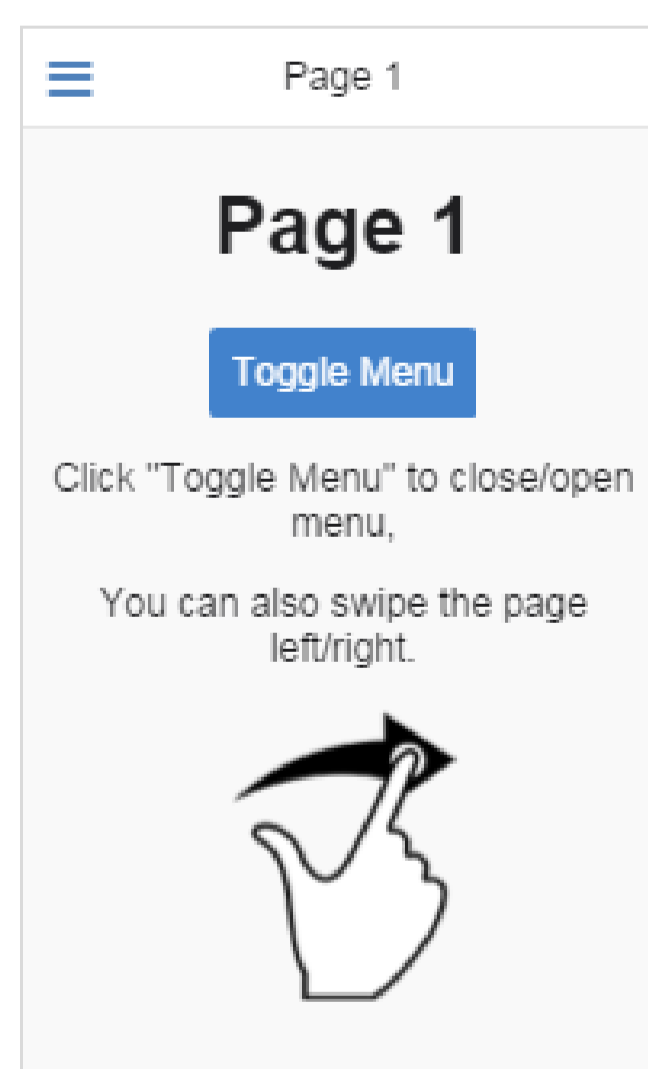 Page 1
Page 1
Toggle Menu
Click "Toggle Menu" to close/open
menu,
You can also swipe the page
left/right.